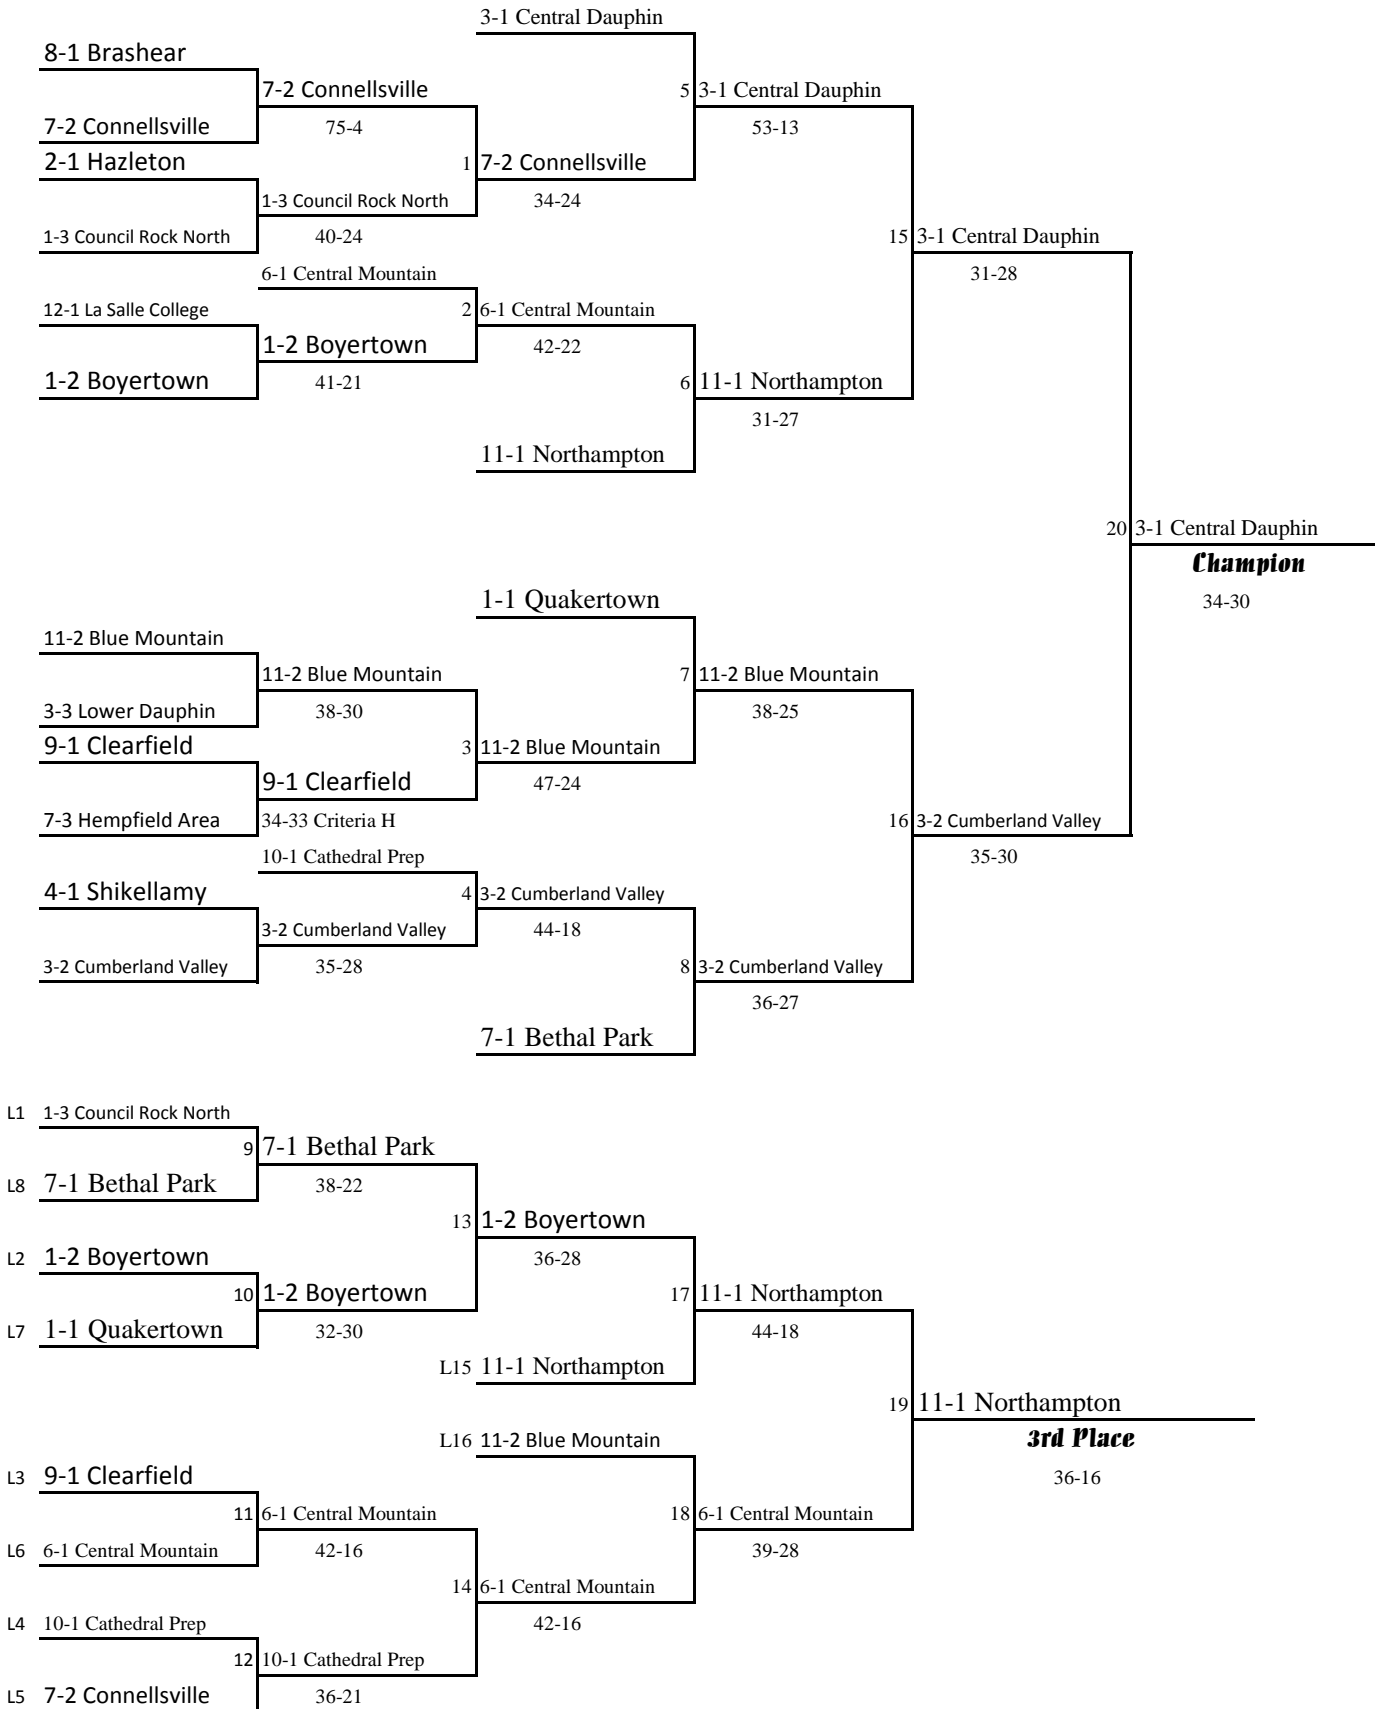 3-1 Central Dauphin
8-1 Brashear
7-2 Connellsville
5 3-1 Central Dauphin
7-2 Connellsville
75-4
53-13
2-1 Hazleton
1 7-2 Connellsville
1-3 Council Rock North
34-24
1-3 Council Rock North
40-24
15 3-1 Central Dauphin
6-1 Central Mountain
31-28
12-1 La Salle College
2 6-1 Central Mountain
1-2 Boyertown
42-22
1-2 Boyertown
41-21
6 11-1 Northampton
31-27
11-1 Northampton
20 3-1 Central Dauphin
Champion
1-1 Quakertown
34-30
11-2 Blue Mountain
11-2 Blue Mountain
7 11-2 Blue Mountain
3-3 Lower Dauphin
38-30
38-25
9-1 Clearfield
3 11-2 Blue Mountain
9-1 Clearfield
47-24
7-3 Hempfield Area
34-33 Criteria H
16 3-2 Cumberland Valley
10-1 Cathedral Prep
35-30
4-1 Shikellamy
4 3-2 Cumberland Valley
3-2 Cumberland Valley
44-18
3-2 Cumberland Valley
35-28
8 3-2 Cumberland Valley
36-27
7-1 Bethal Park
L1 1-3 Council Rock North
9 7-1 Bethal Park
L8 7-1 Bethal Park
38-22
13 1-2 Boyertown
L2 1-2 Boyertown
36-28
10 1-2 Boyertown
17 11-1 Northampton
L7 1-1 Quakertown
32-30
44-18
L15 11-1 Northampton
19 11-1 Northampton
L16 11-2 Blue Mountain
3rd Place
L3 9-1 Clearfield
36-16
11 6-1 Central Mountain
18 6-1 Central Mountain
L6 6-1 Central Mountain
42-16
39-28
14 6-1 Central Mountain
L4 10-1 Cathedral Prep
42-16
12 10-1 Cathedral Prep
L5 7-2 Connellsville
36-21